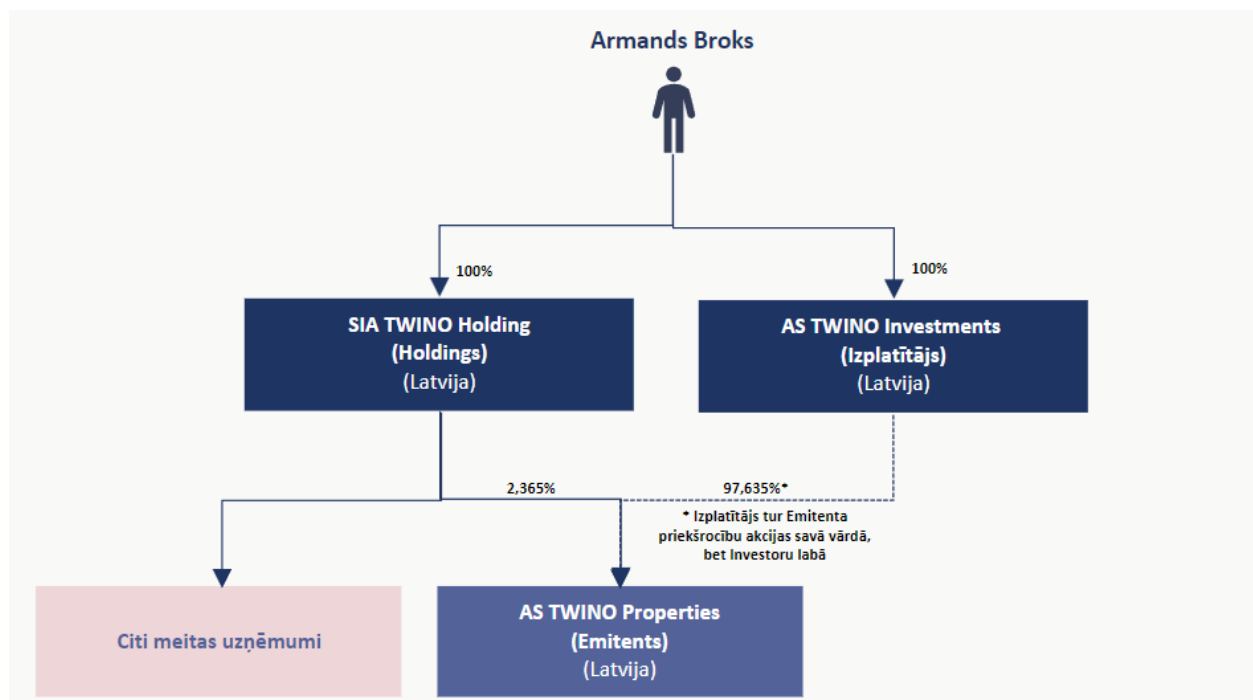 Armands Broks
100%
100%
SIA TWINO Holding
(Holdings)
(Latvija)
AS TWINO Investments
(Izplatītājs)
(Latvija)
2,365%
97,635%*
* Izplatītājs tur Emitenta
priekšrocību akcijas savā vārdā,
bet Investoru labā
Citi meitas uzņēmumi
AS TWINO Properties
(Emitents)
(Latvija)